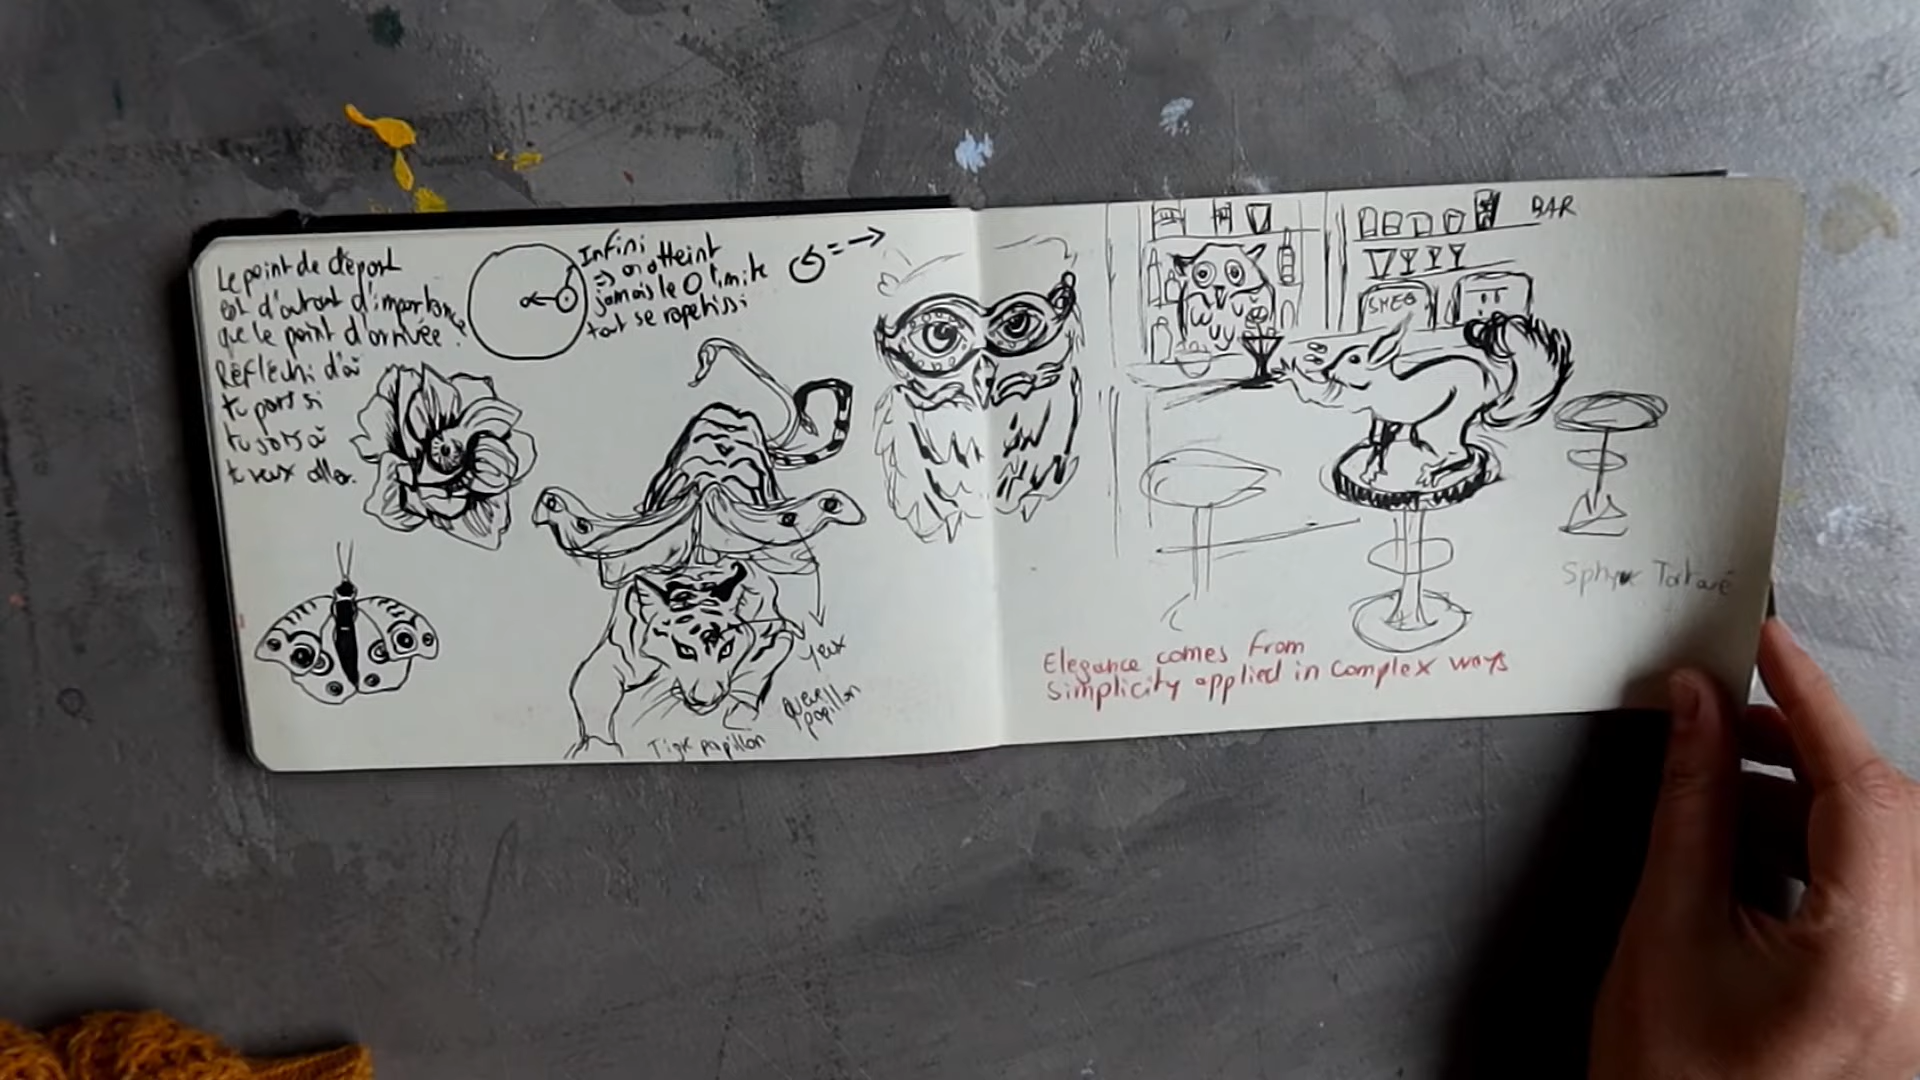 Le point de départ
est d'autant d'importance
que le point d'arrivée.
Réfléchi d'où
tu pars si
tu sais où
tu veux aller.
Infini
=> on atteint
jamais le 0 limite
tout se rapetissi
Yeux
Queue
papillon
Tigre papillon
BAR
SMEG
Elegance comes from
simplicity applied in complex ways